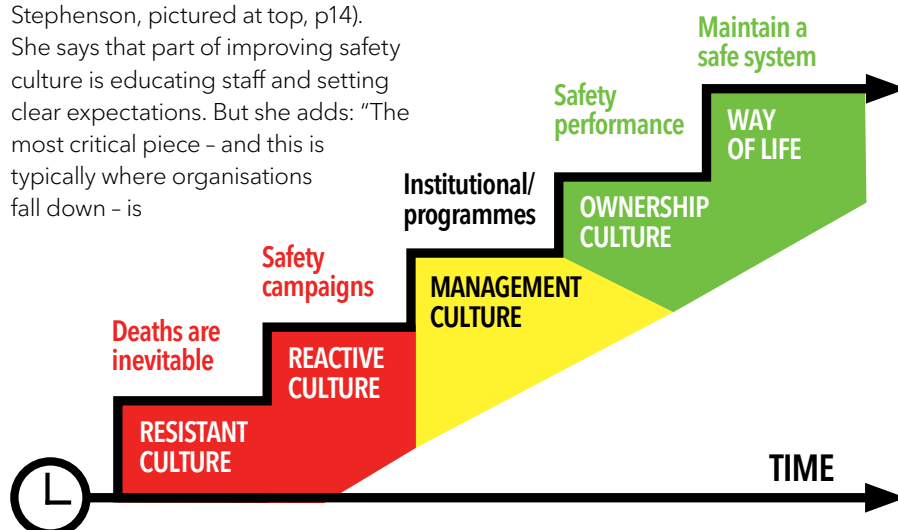 Stephenson, pictured at top, p14).
She says that part of improving safety
culture is educating staff and setting
clear expectations. But she adds: “The
most critical piece – and this is
typically where organisations
fall down – is
Maintain a
safe system
Safety
performance
WAY
OF LIFE
Institutional/
programmes
OWNERSHIP
CULTURE
Safety
campaigns
MANAGEMENT
CULTURE
Deaths are
inevitable
REACTIVE
CULTURE
RESISTANT
CULTURE
TIME